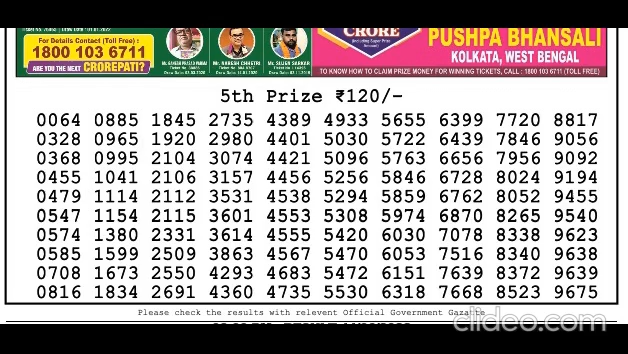 For Details Contact (Toll Free) :
1800 103 6711
ARE YOU THE NEXT CROREPATI?
CRORE
PUSHPA BHANSALI
KOLKATA, WEST BENGAL
TO KNOW HOW TO CLAIM PRIZE MONEY FOR WINNING TICKETS, CALL : 1800 103 6711 (TOLL FREE)
5th Prize ₹120/-
0064 0885 1845 2735 4389 4933 5655 6399 7720 8817
0328 0965 1920 2980 4401 5030 5722 6439 7846 9056
0368 0995 2104 3074 4421 5096 5763 6656 7956 9092
0455 1041 2106 3157 4456 5256 5846 6728 8024 9194
0479 1114 2112 3531 4538 5294 5859 6762 8052 9455
0547 1154 2115 3601 4553 5308 5974 6870 8265 9540
0574 1380 2331 3614 4555 5420 6030 7078 8338 9623
0585 1599 2509 3863 4567 5470 6053 7516 8340 9638
0708 1673 2550 4293 4683 5472 6151 7639 8372 9639
0816 1834 2691 4360 4735 5530 6318 7668 8523 9675
Please check the results with relevent Official Government Gazatte
clideo.com